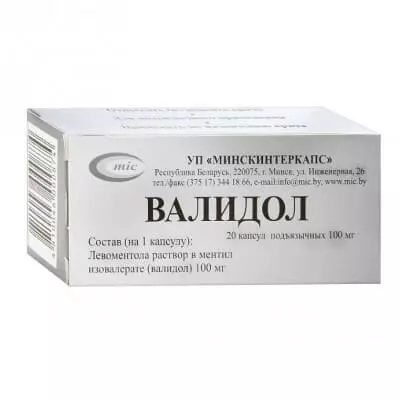 mic
УП "МИНСКИНТЕРКАПС"
Республика Беларусь, 220075, г. Минск, ул. Инженерная, 26
тел./факс (375 17) 344 18 66, e-mail:info@mic.by, www.mic.by
ВАЛИДОЛ
20 капсул подъязычных 100 мг
Состав (на 1 капсулу):
Левоментола раствор в ментил
изовалерате (валидол) 100 мг